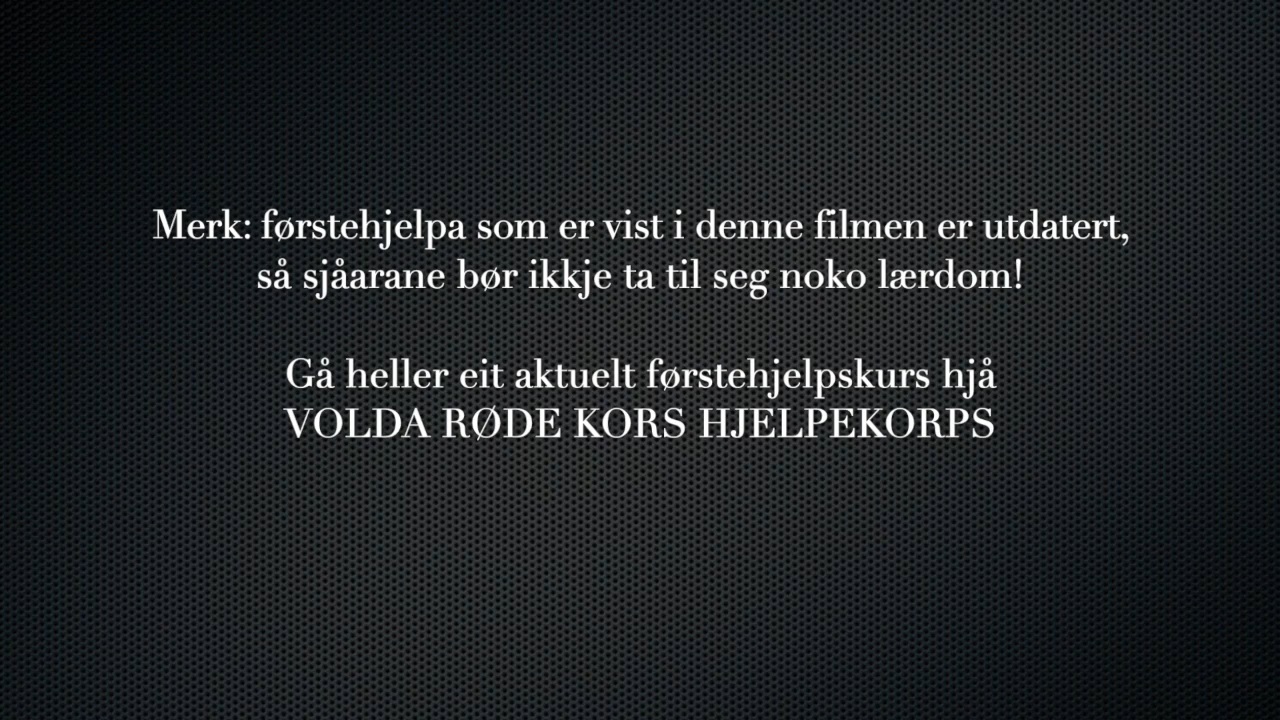 Merk: førstehjelpa som er vist i denne filmen er utdatert,
så sjåarane bør ikkje ta til seg noko lærdom!
Gå heller eit aktuelt førstehjelpskurs hjå
VOLDA RØDE KORS HJELPEKORPS